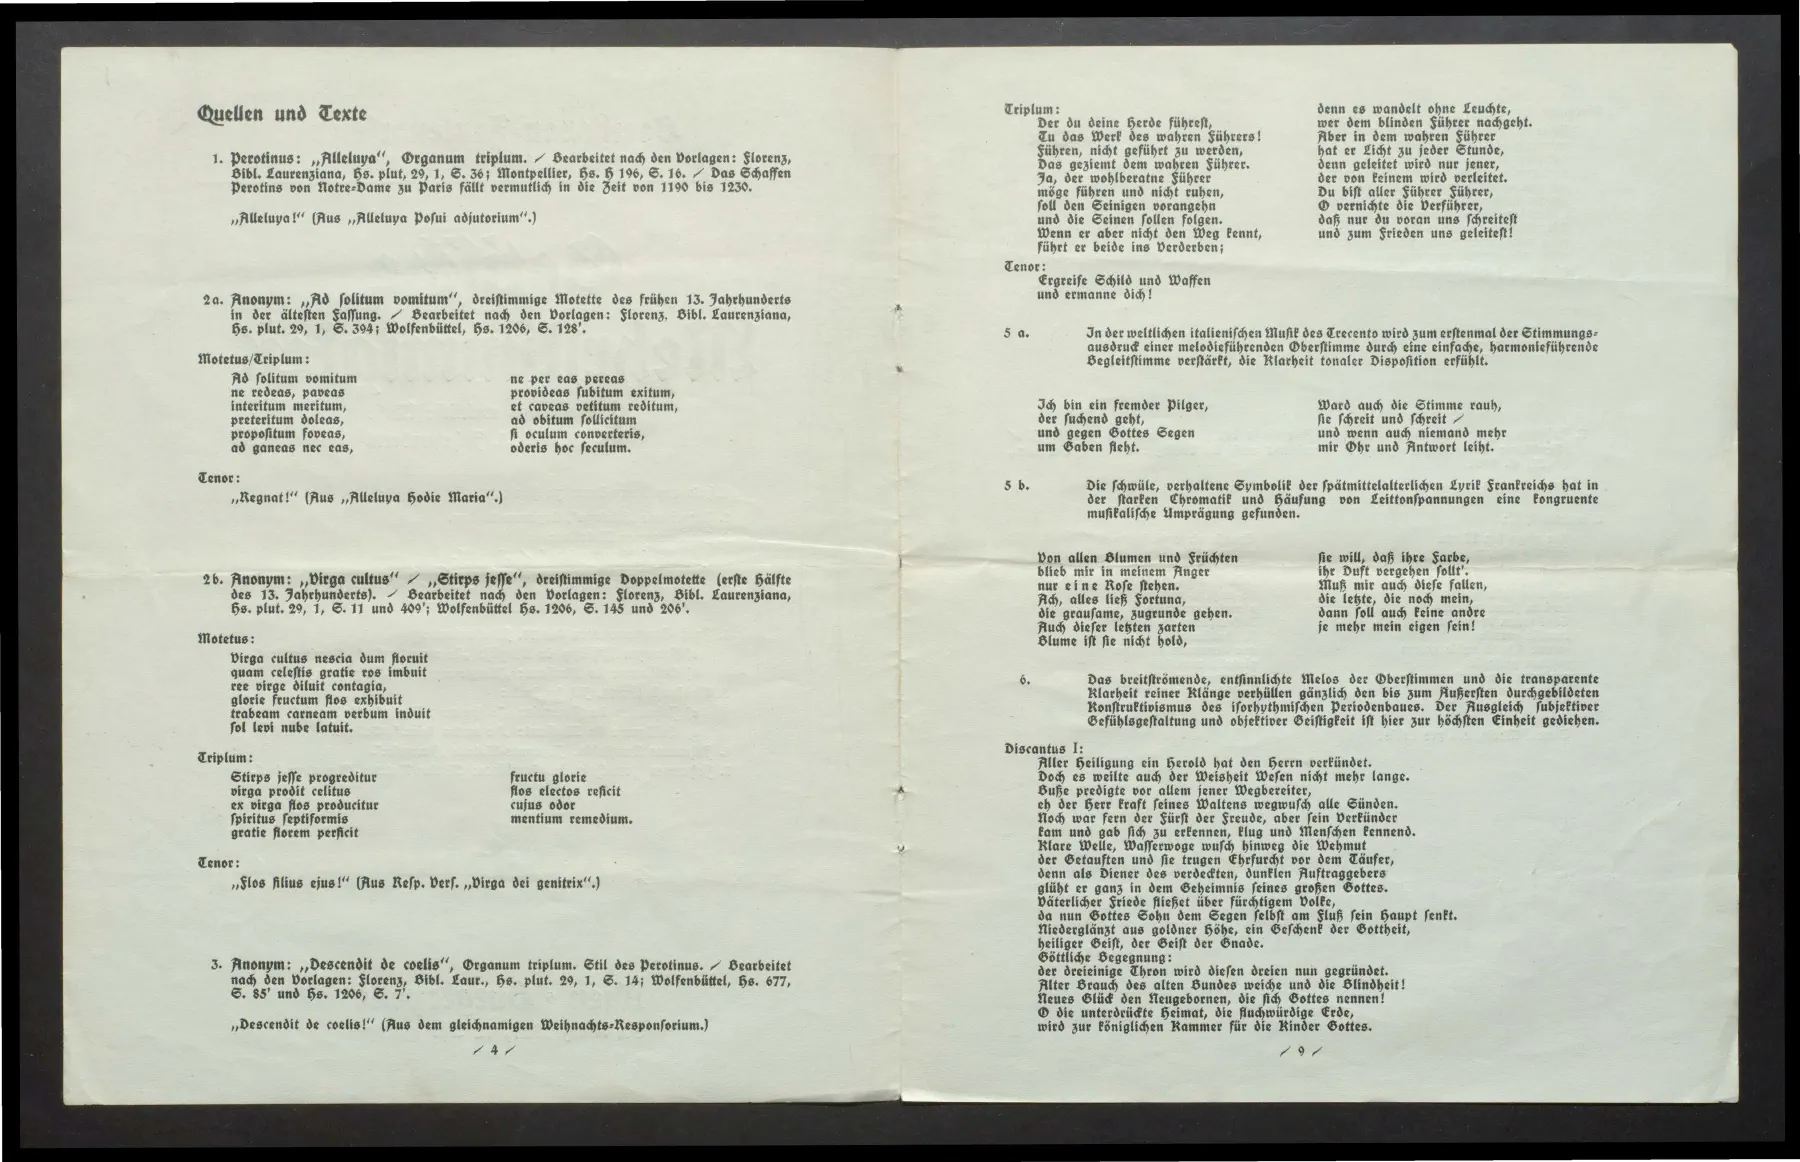 Quellen und Texte
1. Perotinus: „Alleluya“, Organum triplum. / Bearbeitet nach den Vorlagen: Florenz,
Bibl. Laurenziana, Hs. plut, 29, 1, S. 36; Montpellier, Hs. H 196, S. 16. / Das Schaffen
Perotins von Notre-Dame zu Paris fällt vermutlich in die Zeit von 1190 bis 1230.
„Alleluya!“ (Aus „Alleluya Posui adjutorium“.)
2a. Anonym: „Ad solitum vomitum“, dreistimmige Motette des frühen 13. Jahrhunderts
in der ältesten Fassung. / Bearbeitet nach den Vorlagen: Florenz, Bibl. Laurenziana,
Hs. plut. 29, 1, S. 394; Wolfenbüttel, Hs. 1206, S. 128'.
Motetus/Triplum:
Ad solitum vomitum
ne redeas, paveas
interitum meritum,
preteritum doleas,
propositum foveas,
ad ganeas nec eas,
ne per eas pereas
provideas subitum exitum,
et caveas vetitum reditum,
ad obitum sollicitum
si oculum converteris,
oderis hoc seculum.
Tenor:
„Regnat!“ (Aus „Alleluya Hodie Maria“.)
2b. Anonym: „Virga cultus“ / „Stirps jesse“, dreistimmige Doppelmotette (erste Hälfte
des 13. Jahrhunderts). / Bearbeitet nach den Vorlagen: Florenz, Bibl. Laurenziana,
Hs. plut. 29, 1, S. 11 und 409'; Wolfenbüttel Hs. 1206, S. 145 und 206'.
Motetus:
Virga cultus nescia dum floruit
quam celestis gratie ros imbuit
ree virge diluit contagia,
glorie fructum flos exhibuit
trabeam carneam verbum induit
sol levi nube latuit.
Triplum:
Stirps jesse progreditur
virga prodit celitus
ex virga flos producitur
spiritus septiformis
gratie florem perficit
fructu glorie
flos electos reficit
cujus odor
mentium remedium.
Tenor:
„Flos filius ejus!“ (Aus Resp. Vers. „Virga dei genitrix“.)
3. Anonym: „Descendit de coelis“, Organum triplum. Stil des Perotinus. / Bearbeitet
nach den Vorlagen: Florenz, Bibl. Laur., Hs. plut. 29, 1, S. 14; Wolfenbüttel, Hs. 677,
S. 85' und Hs. 1206, S. 7'.
„Descendit de coelis!“ (Aus dem gleichnamigen Weihnachts-Responsorium.)
/ 4 /
Triplum:
Der du deine Herde führest,
Tu das Werk des wahren Führers!
Führen, nicht geführt zu werden,
Das geziemt dem wahren Führer.
Ja, der wohlberatne Führer
möge führen und nicht ruhen,
soll den Seinigen vorangehn
und die Seinen sollen folgen.
Wenn er aber nicht den Weg kennt,
führt er beide ins Verderben;
denn es wandelt ohne Leuchte,
wer dem blinden Führer nachgeht.
Aber in dem wahren Führer
hat er Licht zu jeder Stunde,
denn geleitet wird nur jener,
der von keinem wird verleitet.
Du bist aller Führer Führer,
O vernichte die Verführer,
daß nur du voran uns schreitest
und zum Frieden uns geleitest!
Tenor:
Ergreife Schild und Waffen
und ermanne dich!
5 a. In der weltlichen italienischen Musik des Trecento wird zum erstenmal der Stimmungs-
ausdruck einer melodieführenden Oberstimme durch eine einfache, harmonieführende
Begleitstimme verstärkt, die Klarheit tonaler Disposition erfühlt.
Ich bin ein fremder Pilger,
der suchend geht,
und gegen Gottes Segen
um Gaben fleht.
Ward auch die Stimme rauh,
sie schreit und schreit /
und wenn auch niemand mehr
mir Ohr und Antwort leiht.
5 b. Die schwüle, verhaltene Symbolik der spätmittelalterlichen Lyrik Frankreichs hat in
der starken Chromatik und Häufung von Leittonspannungen eine kongruente
musikalische Umprägung gefunden.
Von allen Blumen und Früchten
blieb mir in meinem Anger
nur eine Rose stehen.
Ach, alles ließ Fortuna,
die grausame, zugrunde gehen.
Auch dieser letzten zarten
Blume ist sie nicht hold,
sie will, daß ihre Farbe,
ihr Duft vergehen sollt'.
Muß mir auch diese fallen,
die letzte, die noch mein,
dann soll auch keine andre
je mehr mein eigen sein!
6. Das breitströmende, entsinnlichte Melos der Oberstimmen und die transparente
Klarheit reiner Klänge verhüllen gänzlich den bis zum Äußersten durchgebildeten
Konstruktivismus des isorhythmischen Periodenbaues. Der Ausgleich subjektiver
Gefühlsgestaltung und objektiver Geistigkeit ist hier zur höchsten Einheit gediehen.
Discantus I:
Aller Heiligung ein Herold hat den Herrn verkündet.
Doch es weilte auch der Weisheit Wesen nicht mehr lange.
Buße predigte vor allem jener Wegbereiter,
eh der Herr kraft seines Waltens wegwusch alle Sünden.
Noch war fern der Fürst der Freude, aber sein Verkünder
kam und gab sich zu erkennen, klug und Menschen kennend.
Klare Welle, Wasserwoge wusch hinweg die Wehmut
der Getauften und sie trugen Ehrfurcht vor dem Täufer,
denn als Diener des verdeckten, dunklen Auftraggebers
glüht er ganz in dem Geheimnis seines großen Gottes.
Väterlicher Friede fließet über fürchtigem Volke,
da nun Gottes Sohn dem Segen selbst am Fluß sein Haupt senkt.
Niederglänzt aus goldner Höhe, ein Geschenk der Gottheit,
heiliger Geist, der Geist der Gnade.
Göttliche Begegnung:
der dreieinige Thron wird diesen dreien nun gegründet.
Alter Brauch des alten Bundes weiche und die Blindheit!
Neues Glück den Neugebornen, die sich Gottes nennen!
O die unterdrückte Heimat, die fluchwürdige Erde,
wird zur königlichen Kammer für die Kinder Gottes.
/ 9 /